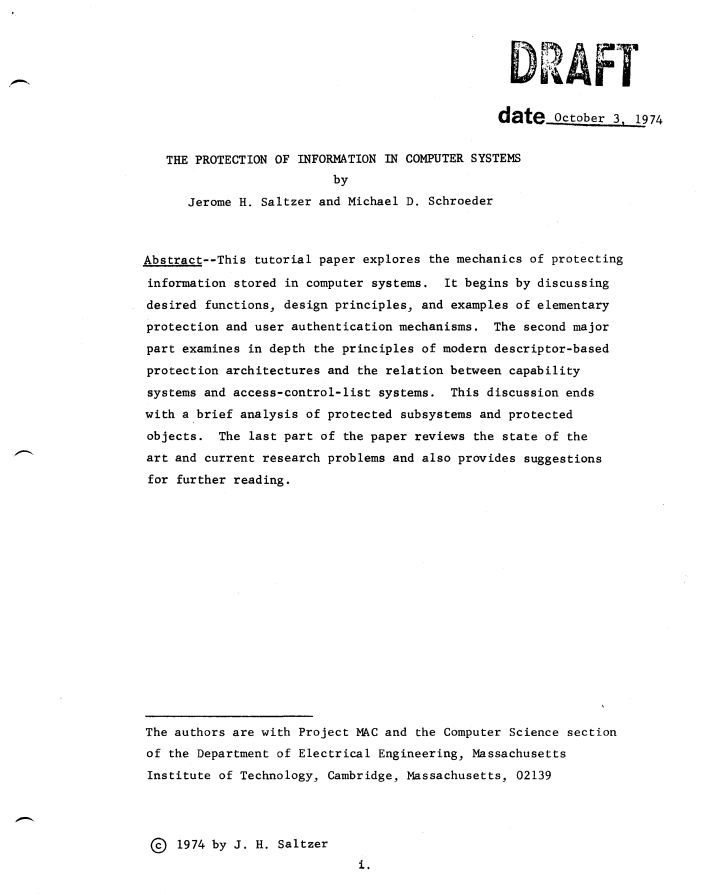 DRAFT
date October 3, 1974
THE PROTECTION OF INFORMATION IN COMPUTER SYSTEMS
by
Jerome H. Saltzer and Michael D. Schroeder
Abstract--This tutorial paper explores the mechanics of protecting
information stored in computer systems. It begins by discussing
desired functions, design principles, and examples of elementary
protection and user authentication mechanisms. The second major
part examines in depth the principles of modern descriptor-based
protection architectures and the relation between capability
systems and access-control-list systems. This discussion ends
with a brief analysis of protected subsystems and protected
objects. The last part of the paper reviews the state of the
art and current research problems and also provides suggestions
for further reading.
The authors are with Project MAC and the Computer Science section
of the Department of Electrical Engineering, Massachusetts
Institute of Technology, Cambridge, Massachusetts, 02139
© 1974 by J. H. Saltzer
i.